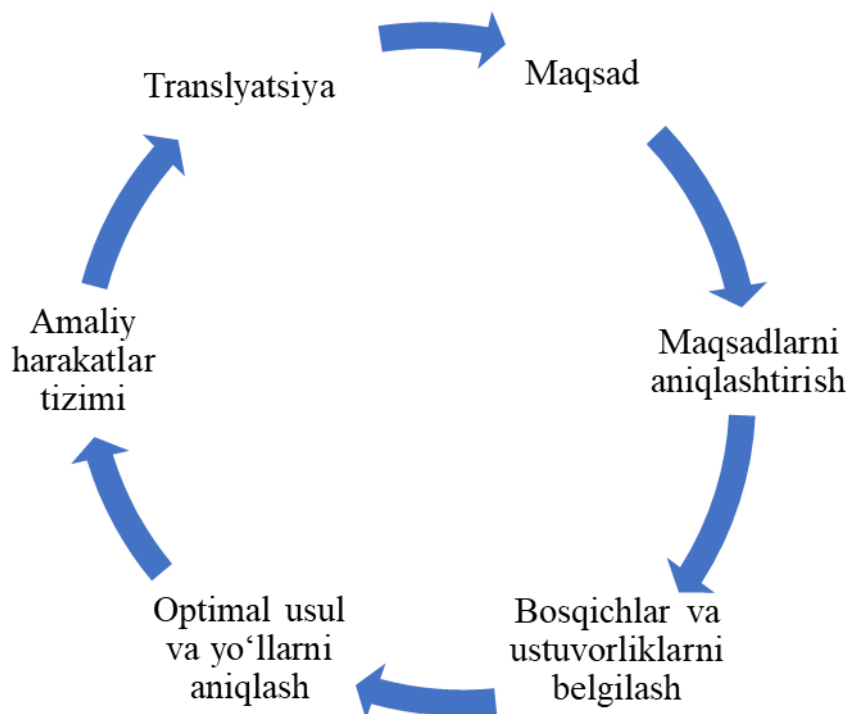 Translyatsiya
Maqsad
Maqsadlarni
aniqlashtirish
Bosqichlar va
ustuvorliklarni
belgilash
Optimal usul
va yo‘llarni
aniqlash
Amaliy
harakatlar
tizimi